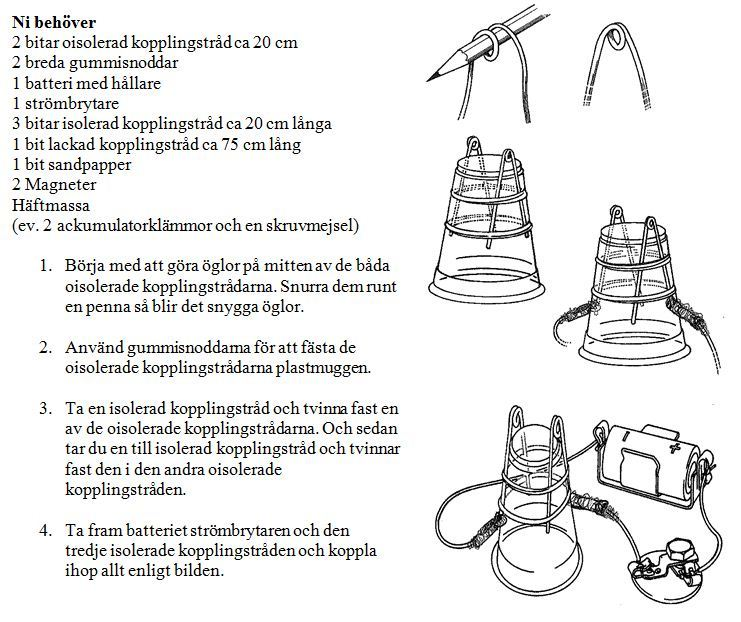 Ni behöver
2 bitar oisolerad kopplingstråd ca 20 cm
2 breda gummisnoddar
1 batteri med hållare
1 strömbrytare
3 bitar isolerad kopplingstråd ca 20 cm långa
1 bit lackad kopplingstråd ca 75 cm lång
1 bit sandpapper
2 Magneter
Häftmassa
(ev. 2 ackumulatorklämmor och en skruvmejsel)
1. Börja med att göra öglor på mitten av de båda
oisolerade kopplingstrådarna. Snurra dem runt
en penna så blir det snygga öglor.
2. Använd gummisnoddarna för att fästa de
oisolerade kopplingstrådarna plastmuggen.
3. Ta en isolerad kopplingstråd och tvinna fast en
av de oisolerade kopplingstrådarna. Och sedan
tar du en till isolerad kopplingstråd och tvinnar
fast den i den andra oisolerade
kopplingstråden.
4. Ta fram batteriet strömbrytaren och den
tredje isolerade kopplingstråden och koppla
ihop allt enligt bilden.
- +